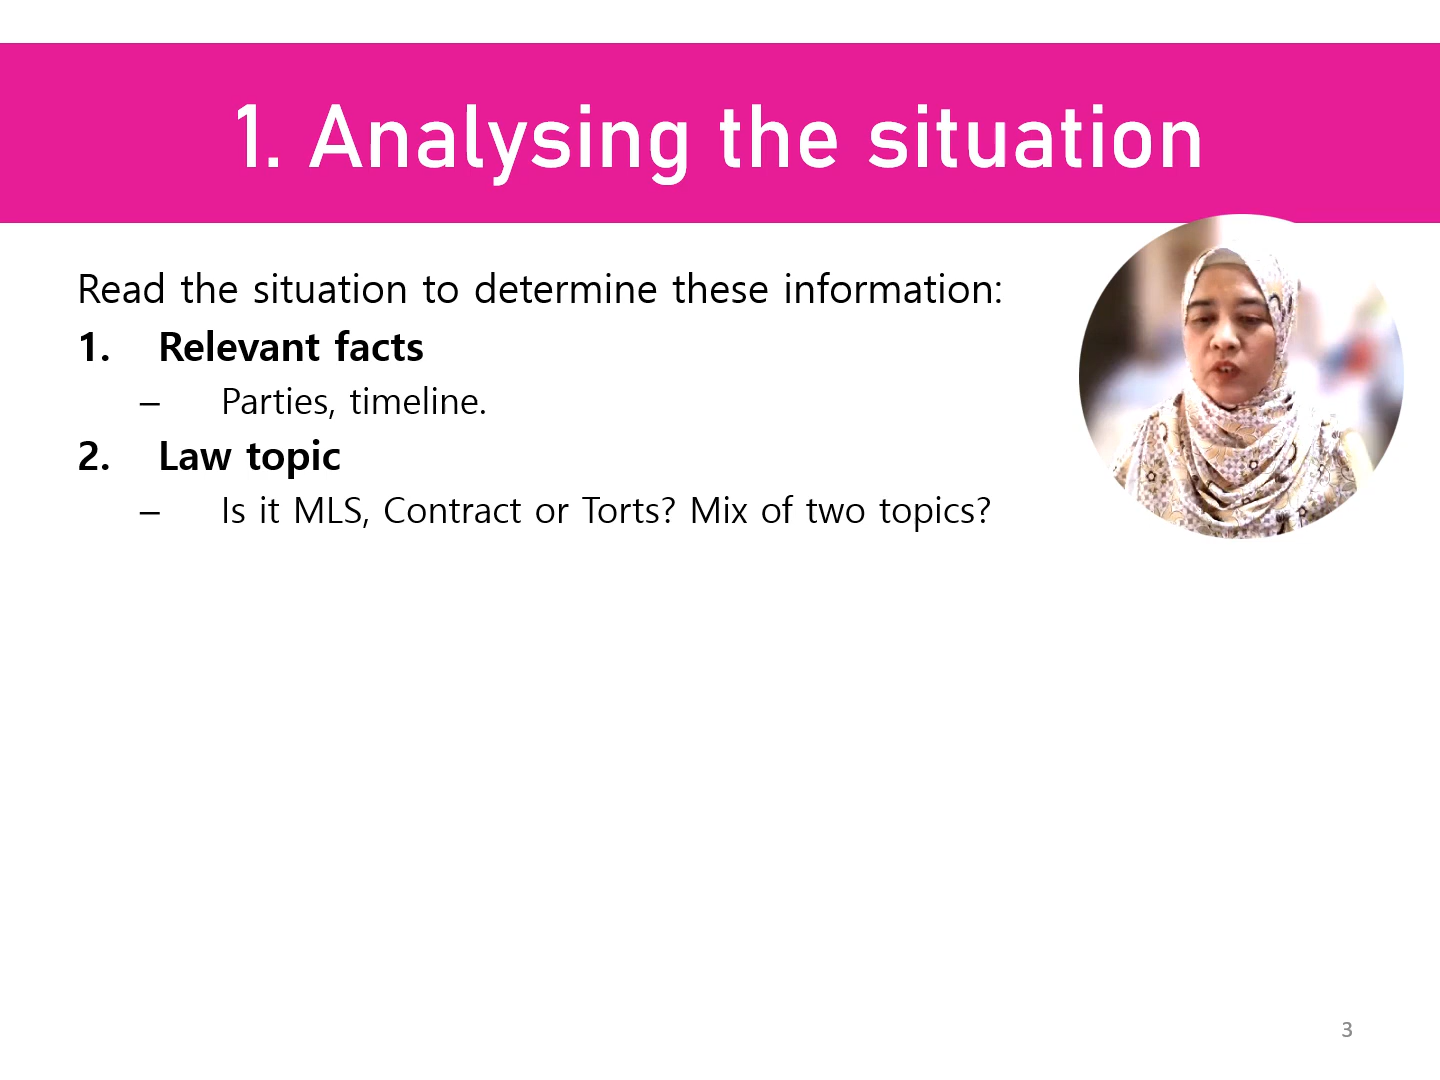 1. Analysing the situation
Read the situation to determine these information:
1. Relevant facts
– Parties, timeline.
2. Law topic
– Is it MLS, Contract or Torts? Mix of two topics?
3